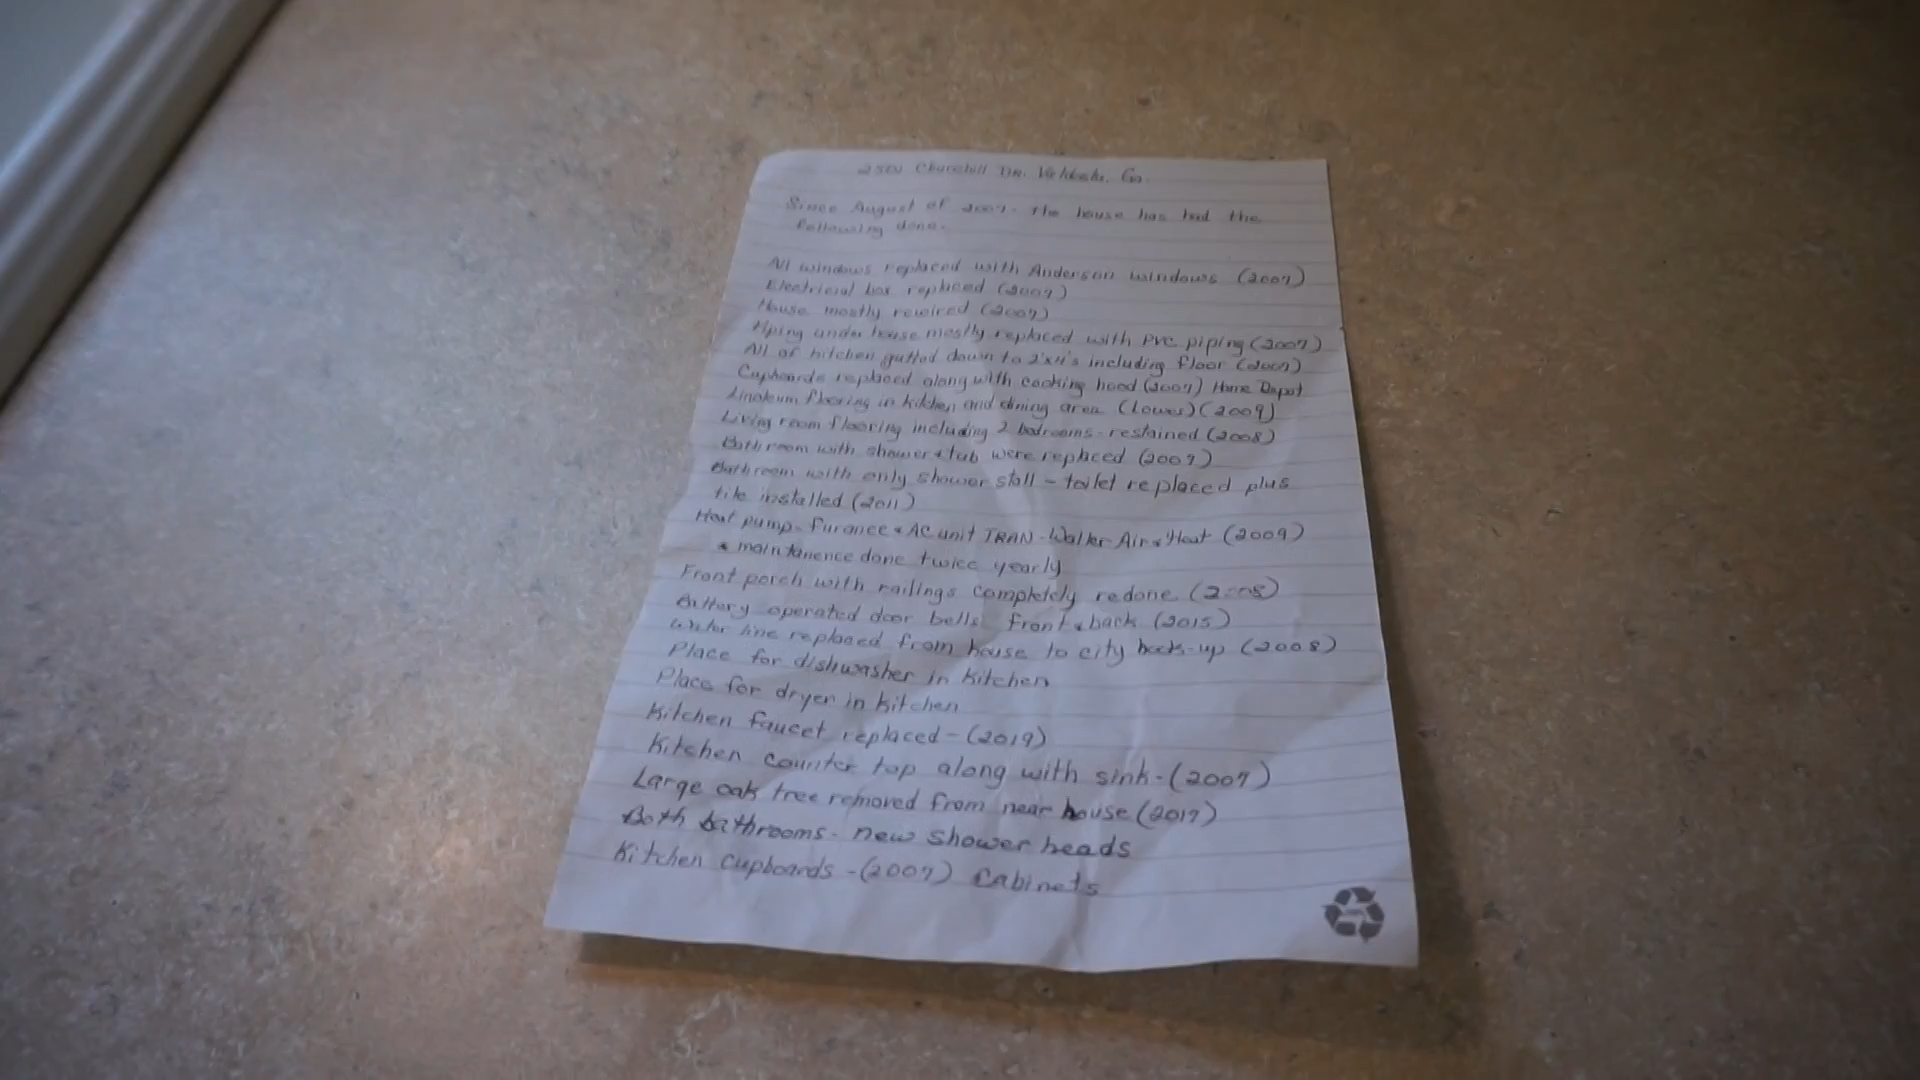 Churchill Dr. Valdosta, Ga.
Since August of 2007 - the house has had the
following done.
All windows replaced with Anderson windows (2007)
Electricial box replaced (2007)
House mostly rewired (2007)
Piping under house mostly replaced with PVC piping (2007)
All of kitchen gutted down to 2'x4's including floor (2007)
Cupboards replaced along with cooking hood (2007) Home Depot
Linoleum flooring in kitchen and dining area (Lowes) (2009)
Living room flooring including 2 bedrooms - restained (2008)
Bathroom with shower & tub were replaced (2007)
Bathroom with only shower stall - toilet replaced plus
tile installed (2011)
Heat pump - furance & AC unit TRAN - Walker Air & Heat (2009)
maintanence done twice yearly
Front porch with railings completely redone
Battery operated door bells front & back (2015)
Water line replaced from house to city hook-up (2008)
Place for dishwasher in kitchen
Place for dryer in kitchen
Kitchen faucet replaced - (2019)
Kitchen counter top along with sink - (2007)
Large oak tree removed from near house (2017)
Both bathrooms - new shower heads
Kitchen cupboards - (2007) Cabinets